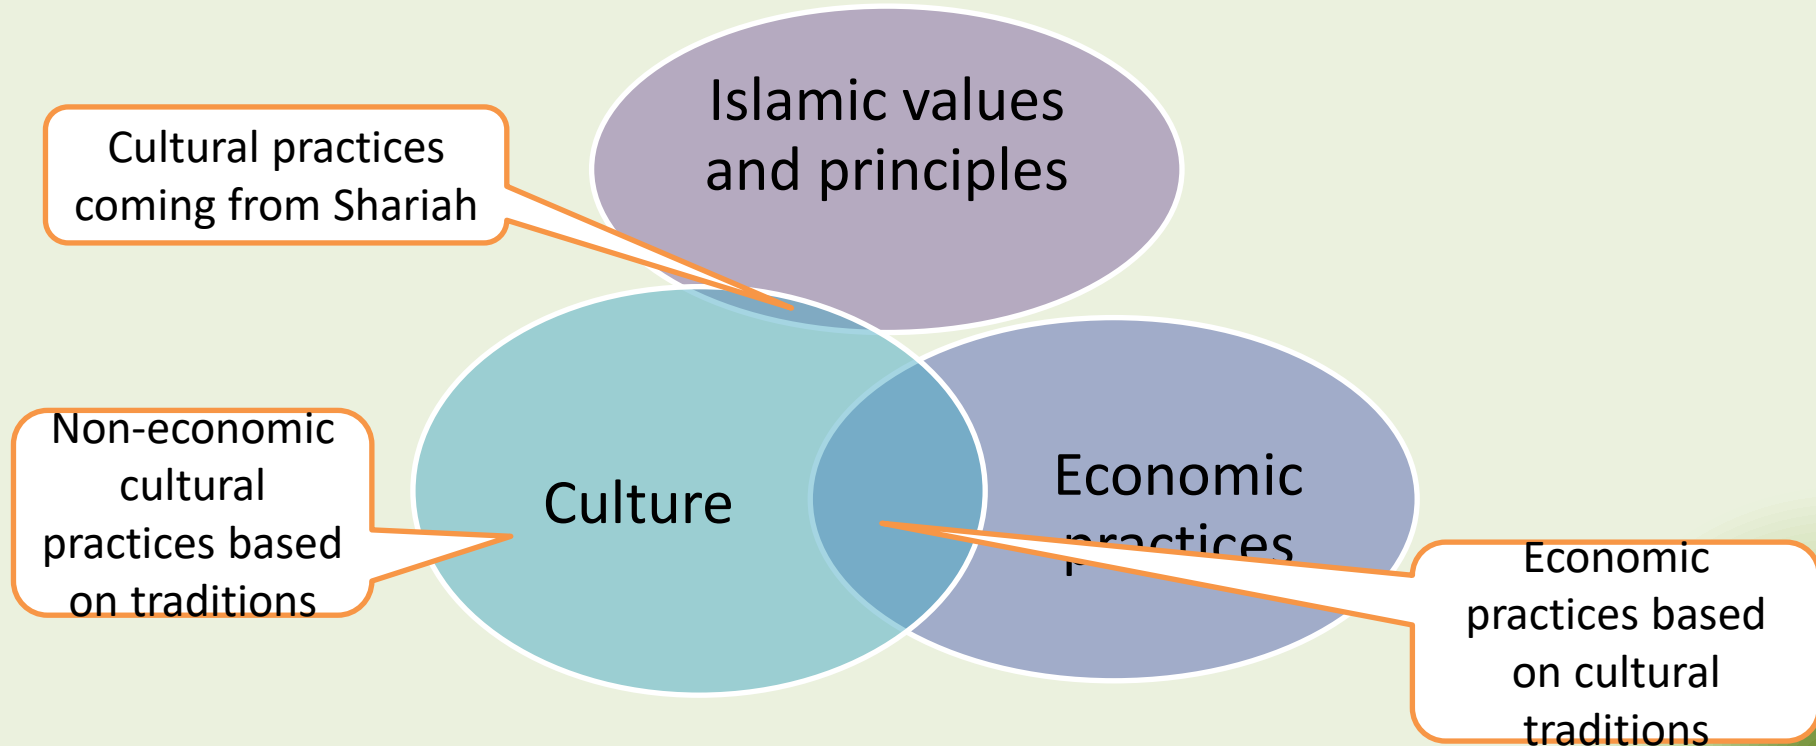 Islamic values
and principles
Cultural practices
coming from Shariah
Non-economic
cultural
practices based
on traditions
Culture
Economic
practices
Economic
practices based
on cultural
traditions